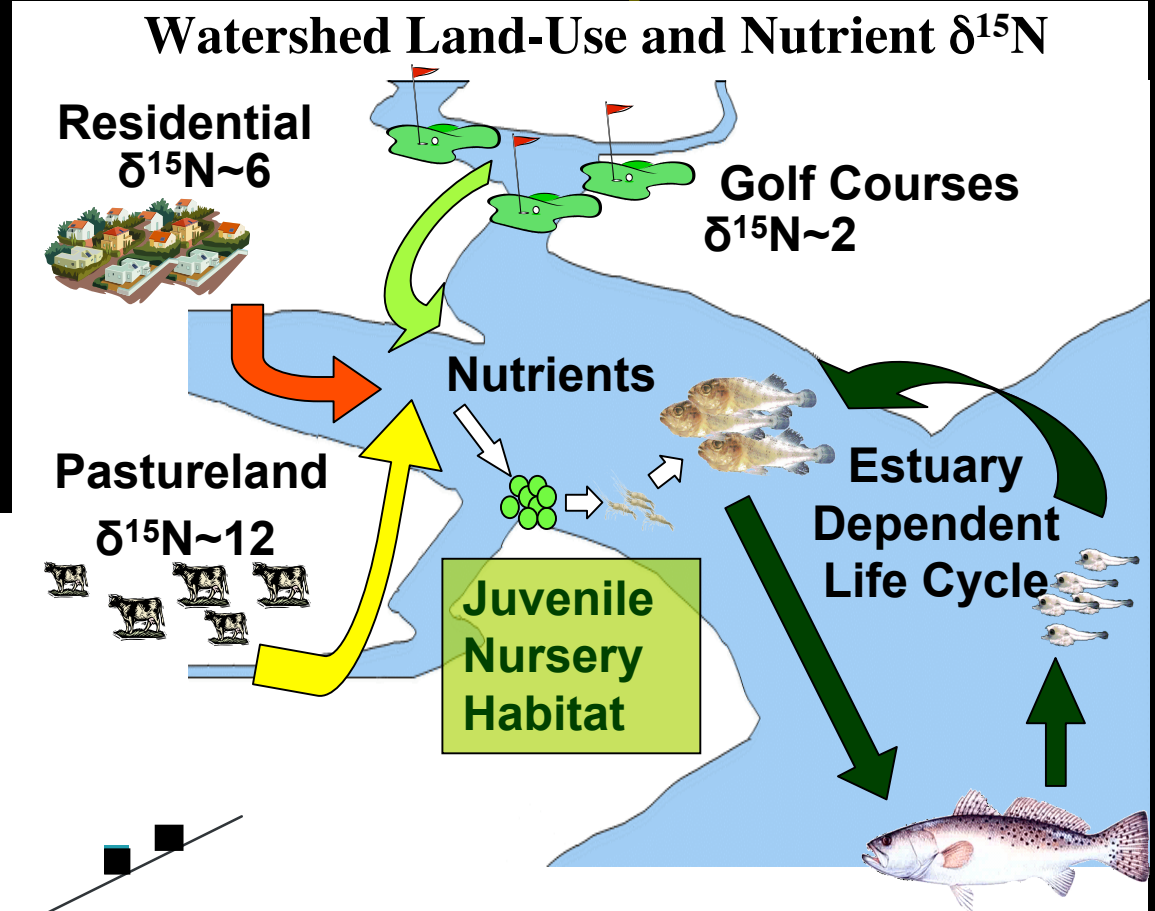 Watershed Land-Use and Nutrient δ¹⁵N
Residential
δ¹⁵N~6
Golf Courses
δ¹⁵N~2
Nutrients
Pastureland
δ¹⁵N~12
Estuary
Dependent
Life Cycle
Juvenile
Nursery
Habitat